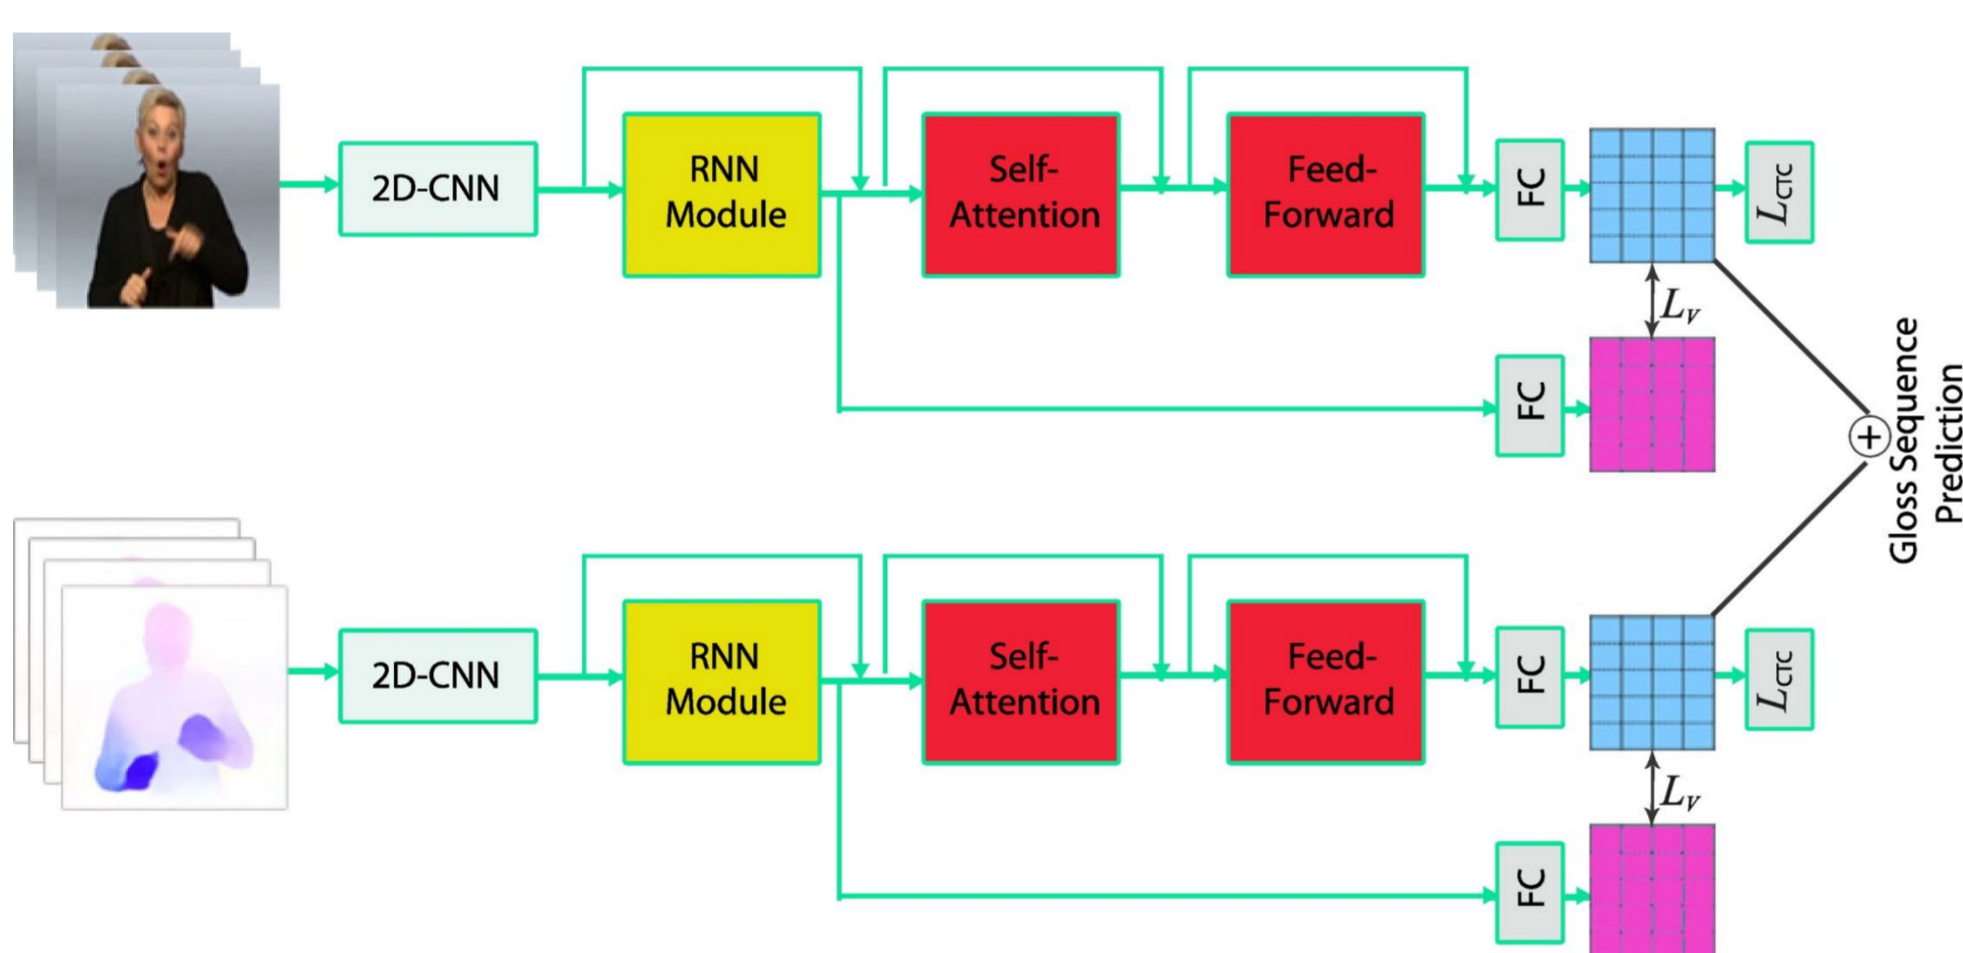 2D-CNN
RNN
Module
Self-
Attention
Feed-
Forward
FC
L_CTC
L_V
FC
Gloss Sequence
Prediction
+
2D-CNN
RNN
Module
Self-
Attention
Feed-
Forward
FC
L_CTC
L_V
FC